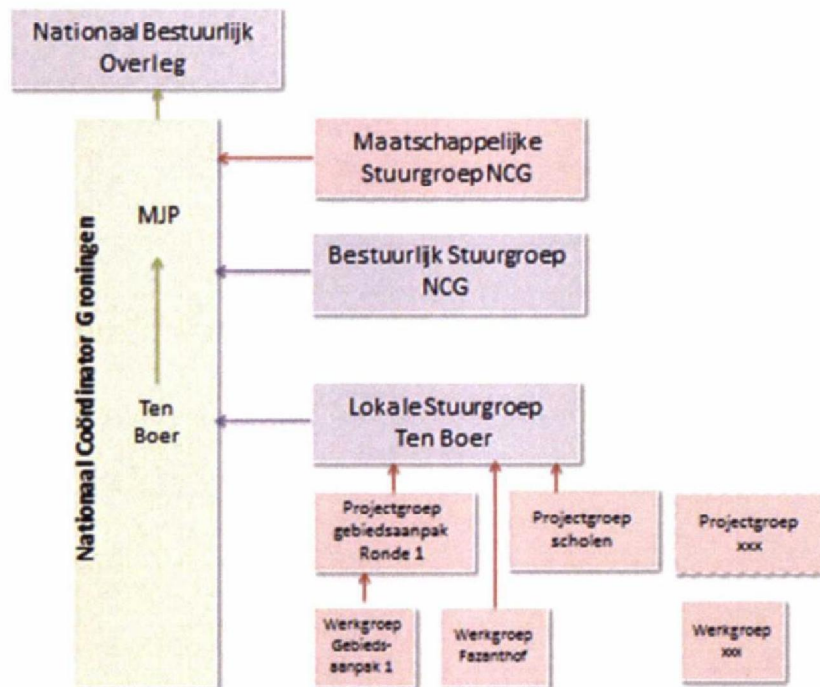 Nationaal Bestuurlijk
Overleg
Maatschappelijke
Stuurgroep NCG
MJP
Bestuurlijk Stuurgroep
NCG
Nationaal Coördinator Groningen
Ten
Boer
Lokale Stuurgroep
Ten Boer
Projectgroep
gebiedsaanpak
Ronde 1
Projectgroep
scholen
Projectgroep
xxx
Werkgroep
Gebieds-
aanpak 1
Werkgroep
Fazanthof
Werkgroep
xxx